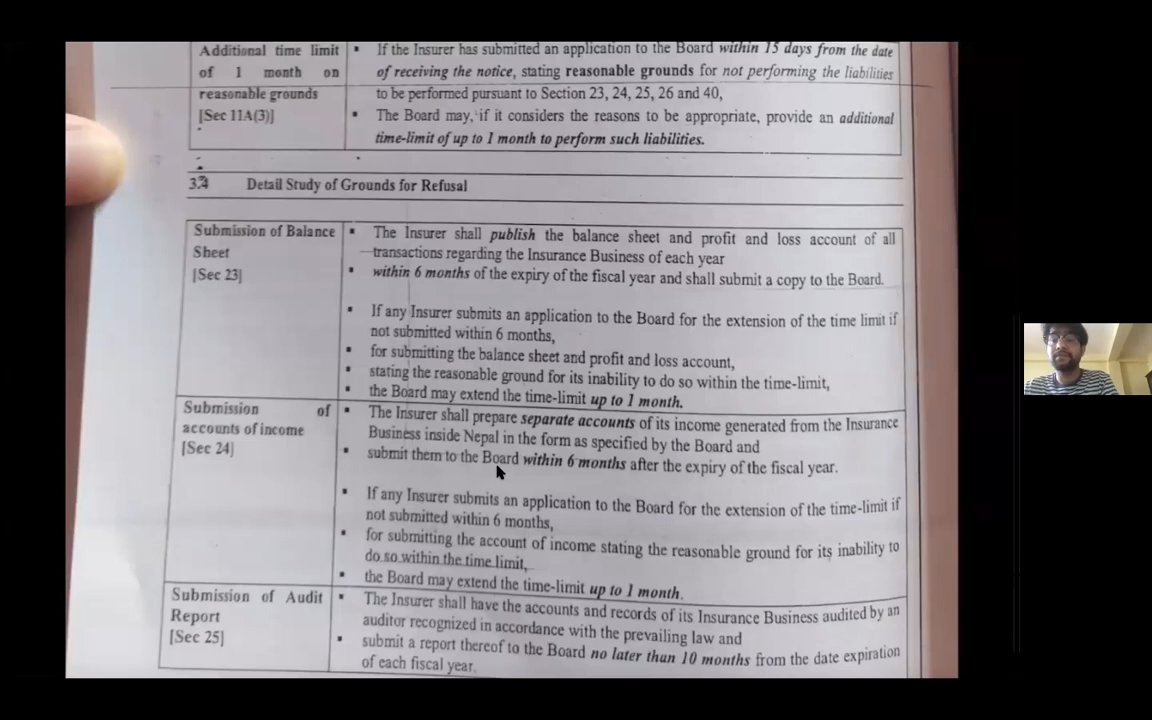 Additional time limit
of 1 month on
reasonable grounds
[Sec 11A(3)]
▪ If the Insurer has submitted an application to the Board within 15 days from the date
of receiving the notice, stating reasonable grounds for not performing the liabilities
to be performed pursuant to Section 23, 24, 25, 26 and 40,
▪ The Board may, if it considers the reasons to be appropriate, provide an additional
time-limit of up to 1 month to perform such liabilities.
Detail Study of Grounds for Refusal
Submission of Balance
Sheet
[Sec 23]
▪ The Insurer shall publish the balance sheet and profit and loss account of all
transactions regarding the Insurance Business of each year
▪ within 6 months of the expiry of the fiscal year and shall submit a copy to the Board.
▪ If any Insurer submits an application to the Board for the extension of the time limit if
not submitted within 6 months,
▪ for submitting the balance sheet and profit and loss account,
▪ stating the reasonable ground for its inability to do so within the time-limit,
▪ the Board may extend the time-limit up to 1 month.
Submission of
accounts of income
[Sec 24]
▪ The Insurer shall prepare separate accounts of its income generated from the Insurance
Business inside Nepal in the form as specified by the Board and
▪ submit them to the Board within 6 months after the expiry of the fiscal year.
▪ If any Insurer submits an application to the Board for the extension of the time-limit if
not submitted within 6 months,
▪ for submitting the account of income stating the reasonable ground for its inability to
do so within the time limit,
▪ the Board may extend the time-limit up to 1 month.
Submission of Audit
Report
[Sec 25]
▪ The Insurer shall have the accounts and records of its Insurance Business audited by an
auditor recognized in accordance with the prevailing law and
▪ submit a report thereof to the Board no later than 10 months from the date expiration
of each fiscal year.